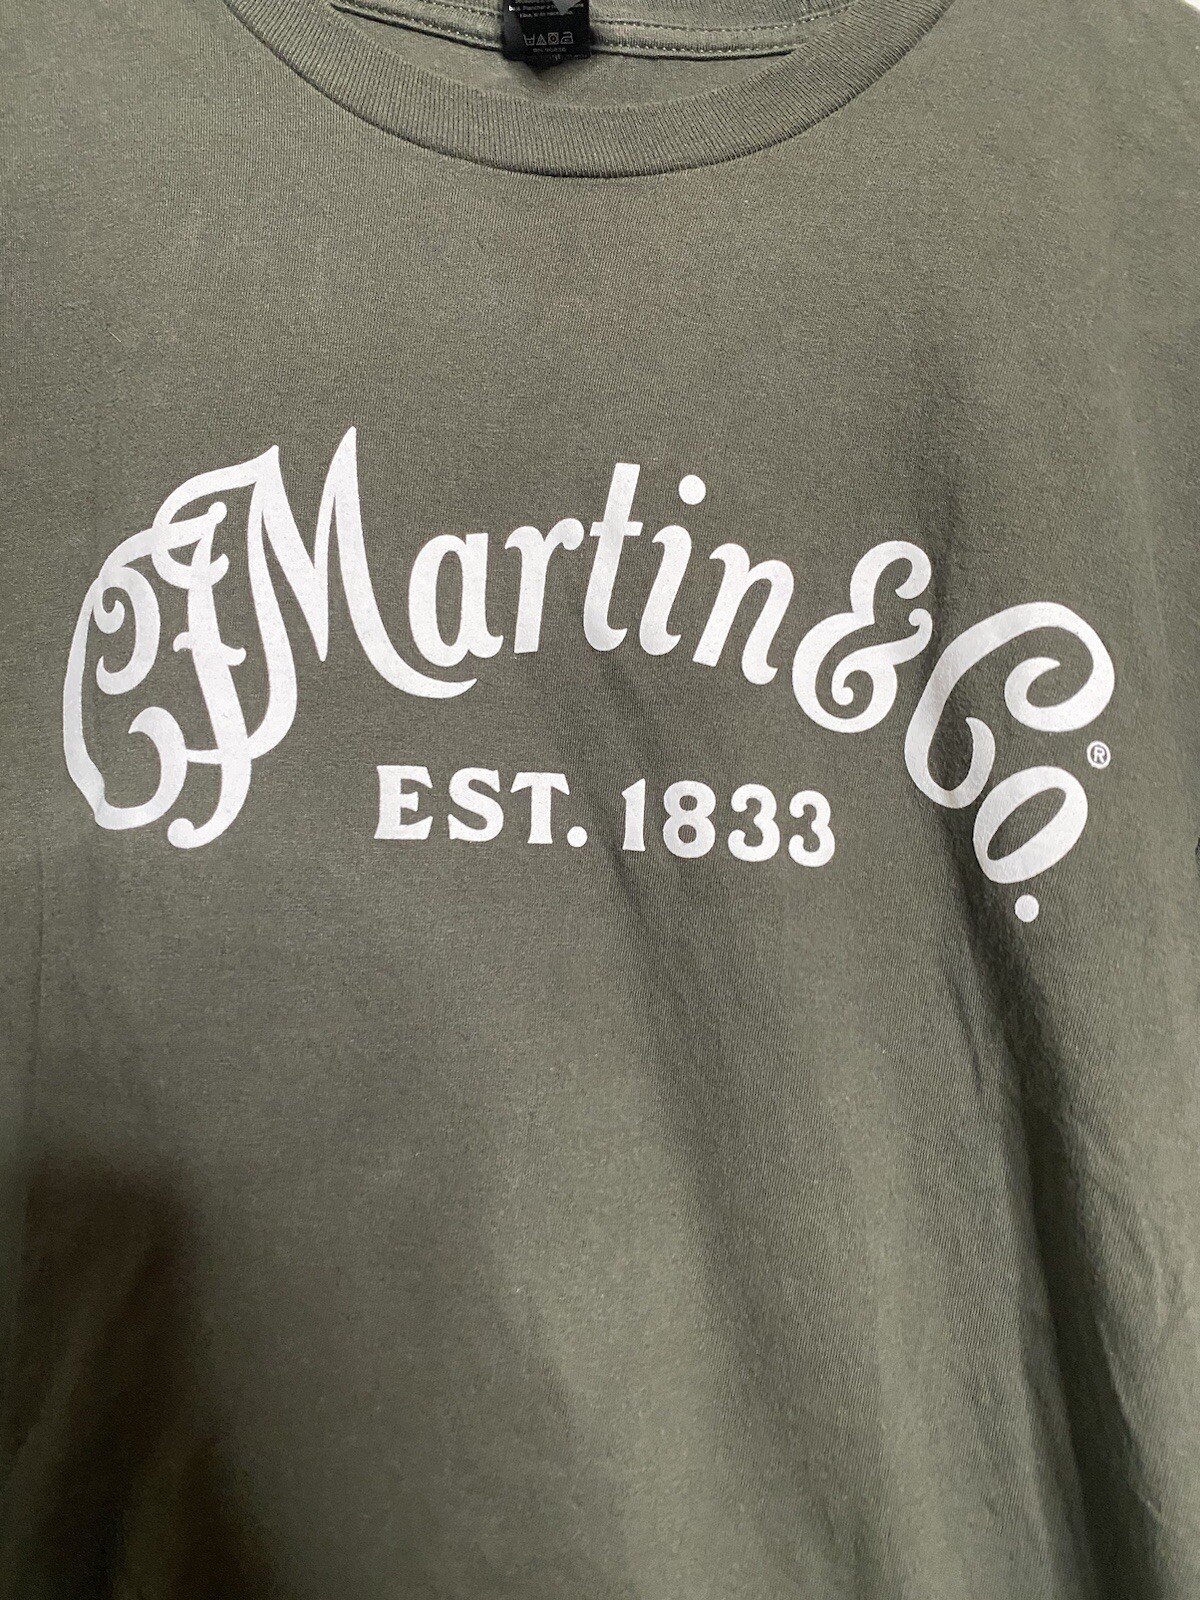 CFMartin & Co.®
EST. 1833